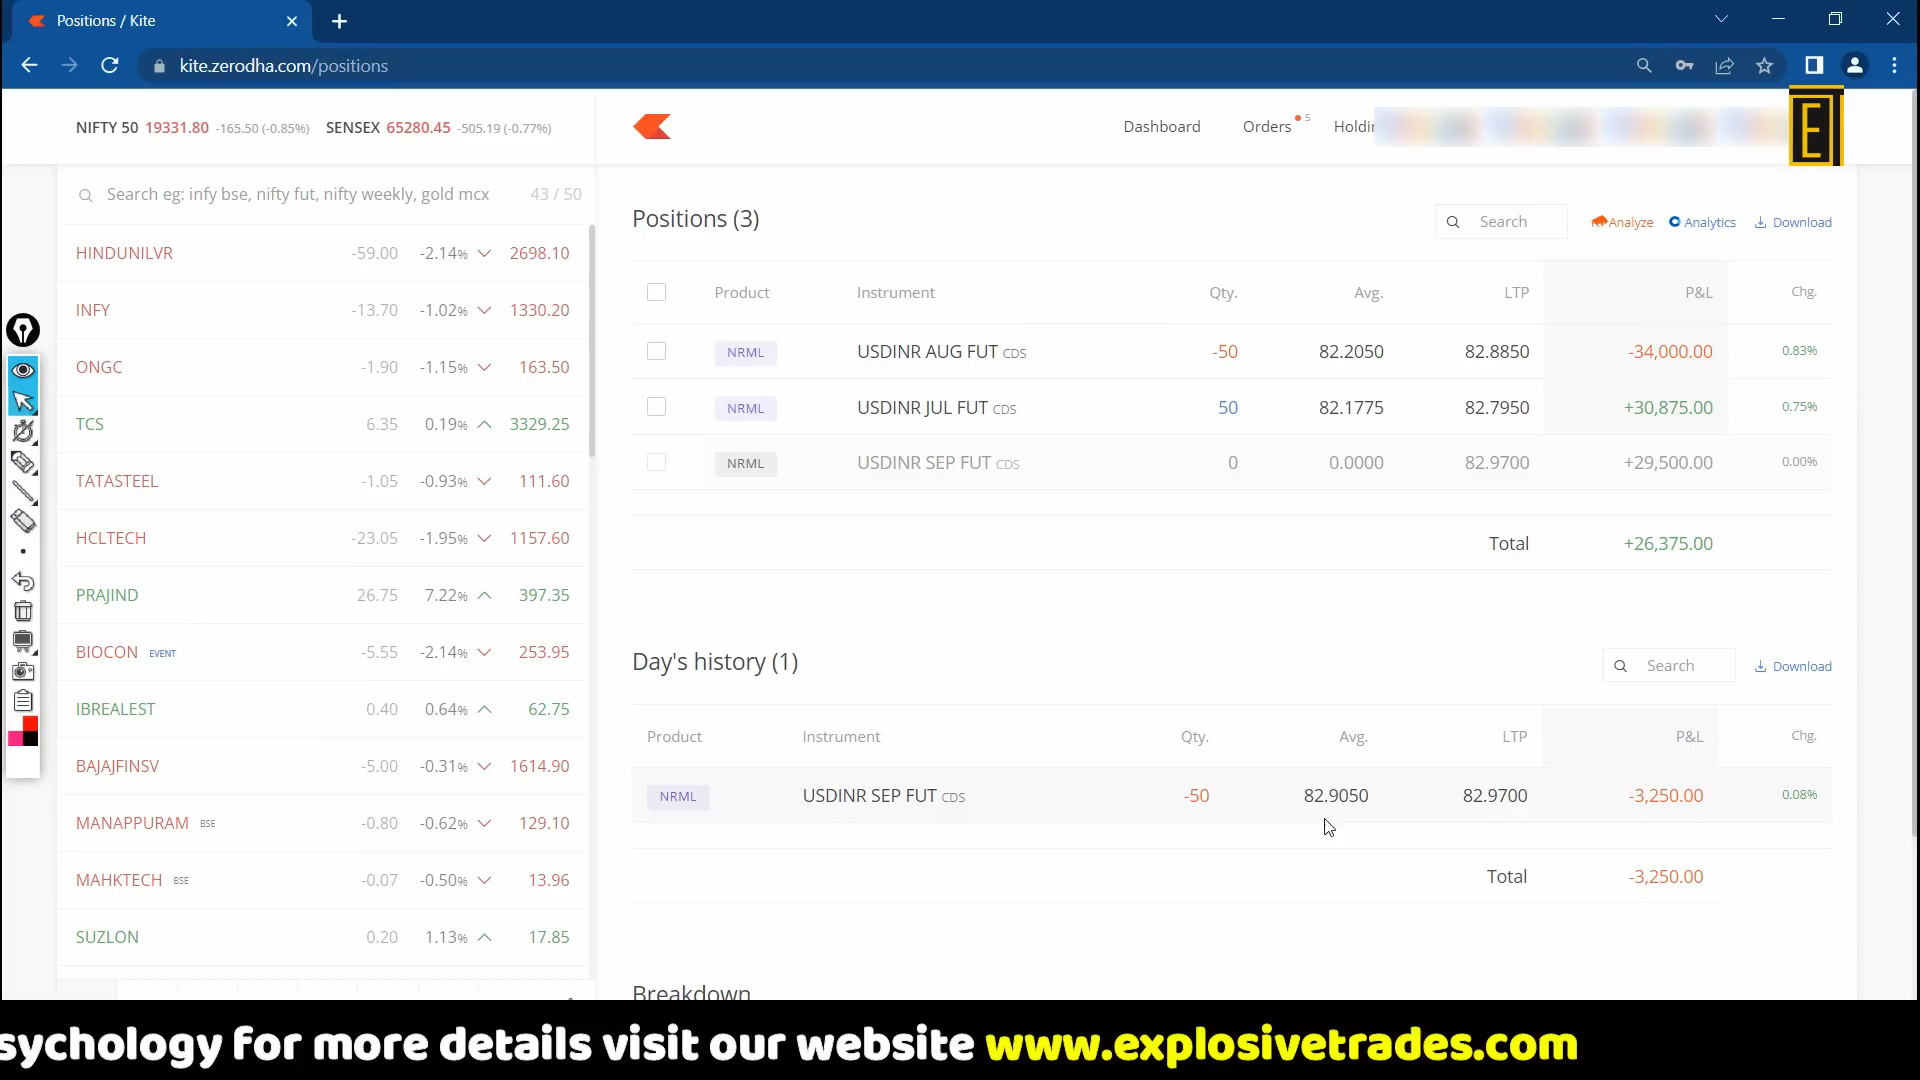 Positions / Kite
kite.zerodha.com/positions
NIFTY 50 19331.80 -165.50 (-0.85%) SENSEX 65280.45 -505.19 (-0.77%)
Dashboard Orders 5 Holdi
E
Search eg: infy bse, nifty fut, nifty weekly, gold mcx 43 / 50
HINDUNILVR -59.00 -2.14% 2698.10
INFY -13.70 -1.02% 1330.20
ONGC -1.90 -1.15% 163.50
TCS 6.35 0.19% 3329.25
TATASTEEL -1.05 -0.93% 111.60
HCLTECH -23.05 -1.95% 1157.60
PRAJIND 26.75 7.22% 397.35
BIOCON EVENT -5.55 -2.14% 253.95
IBREALEST 0.40 0.64% 62.75
BAJAJFINSV -5.00 -0.31% 1614.90
MANAPPURAM BSE -0.80 -0.62% 129.10
MAHKTECH BSE -0.07 -0.50% 13.96
SUZLON 0.20 1.13% 17.85
Positions (3) Search Analyze Analytics Download
Product Instrument Qty. Avg. LTP P&L Chg.
NRML USDINR AUG FUT CDS -50 82.2050 82.8850 -34,000.00 0.83%
NRML USDINR JUL FUT CDS 50 82.1775 82.7950 +30,875.00 0.75%
NRML USDINR SEP FUT CDS 0 0.0000 82.9700 +29,500.00 0.00%
Total +26,375.00
Day's history (1) Search Download
Product Instrument Qty. Avg. LTP P&L Chg.
NRML USDINR SEP FUT CDS -50 82.9050 82.9700 -3,250.00 0.08%
Total -3,250.00
Breakdown
sychology for more details visit our website www.explosivetrades.com